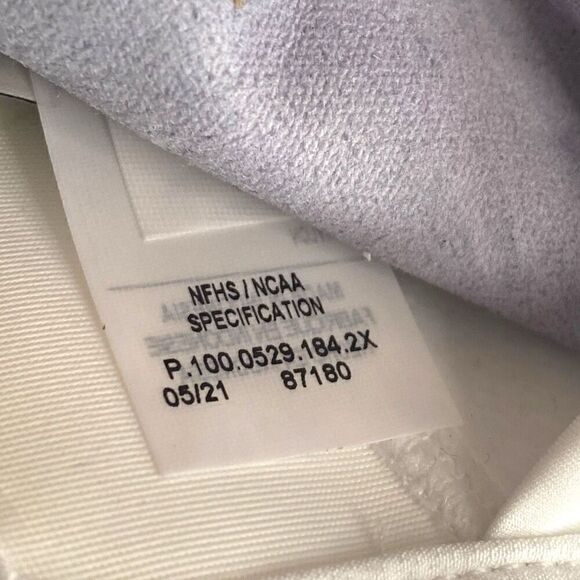 NFHS / NCAA
SPECIFICATION
P.100.0529.184.2X
05/21 87180